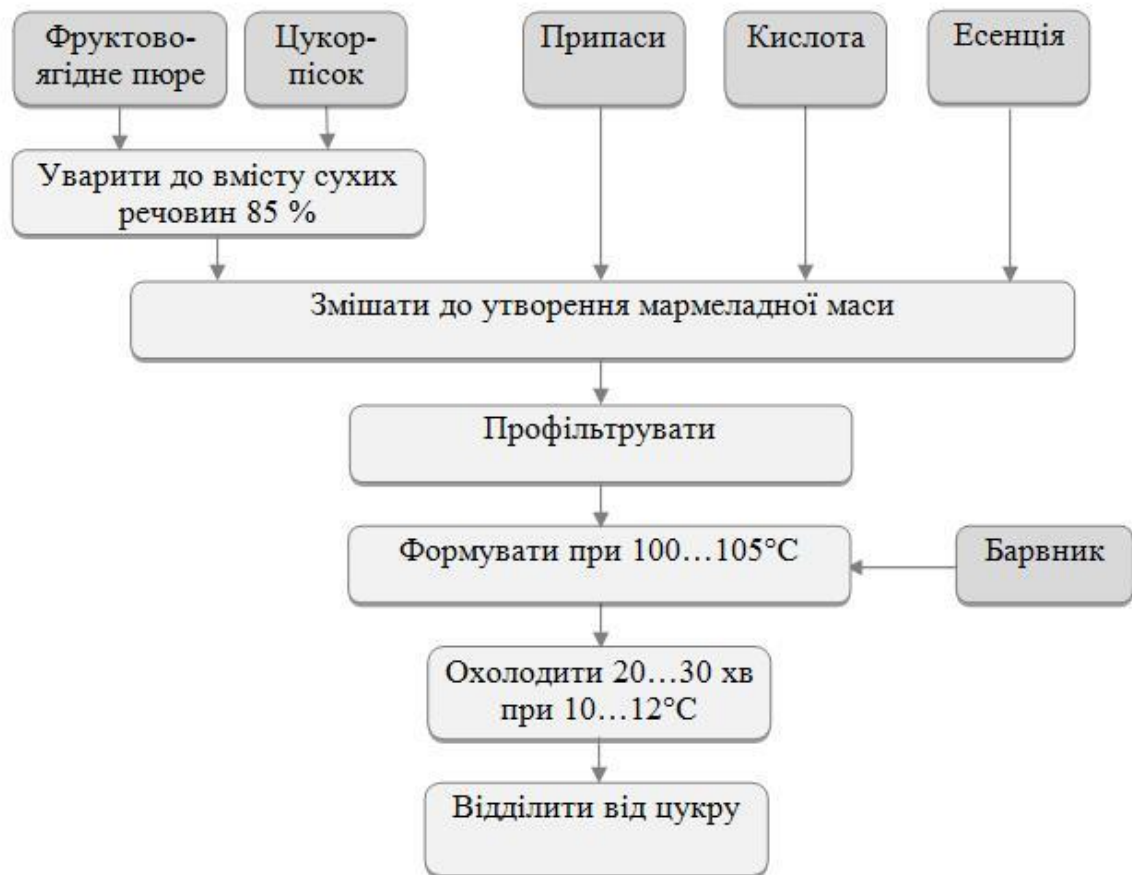 Фруктово-
ягідне пюре
Цукор-
пісок
Припаси
Кислота
Есенція
Уварити до вмісту сухих
речовин 85 %
Змішати до утворення мармеладної маси
Профільтрувати
Формувати при 100…105°С
Барвник
Охолодити 20…30 хв
при 10…12°С
Відділити від цукру